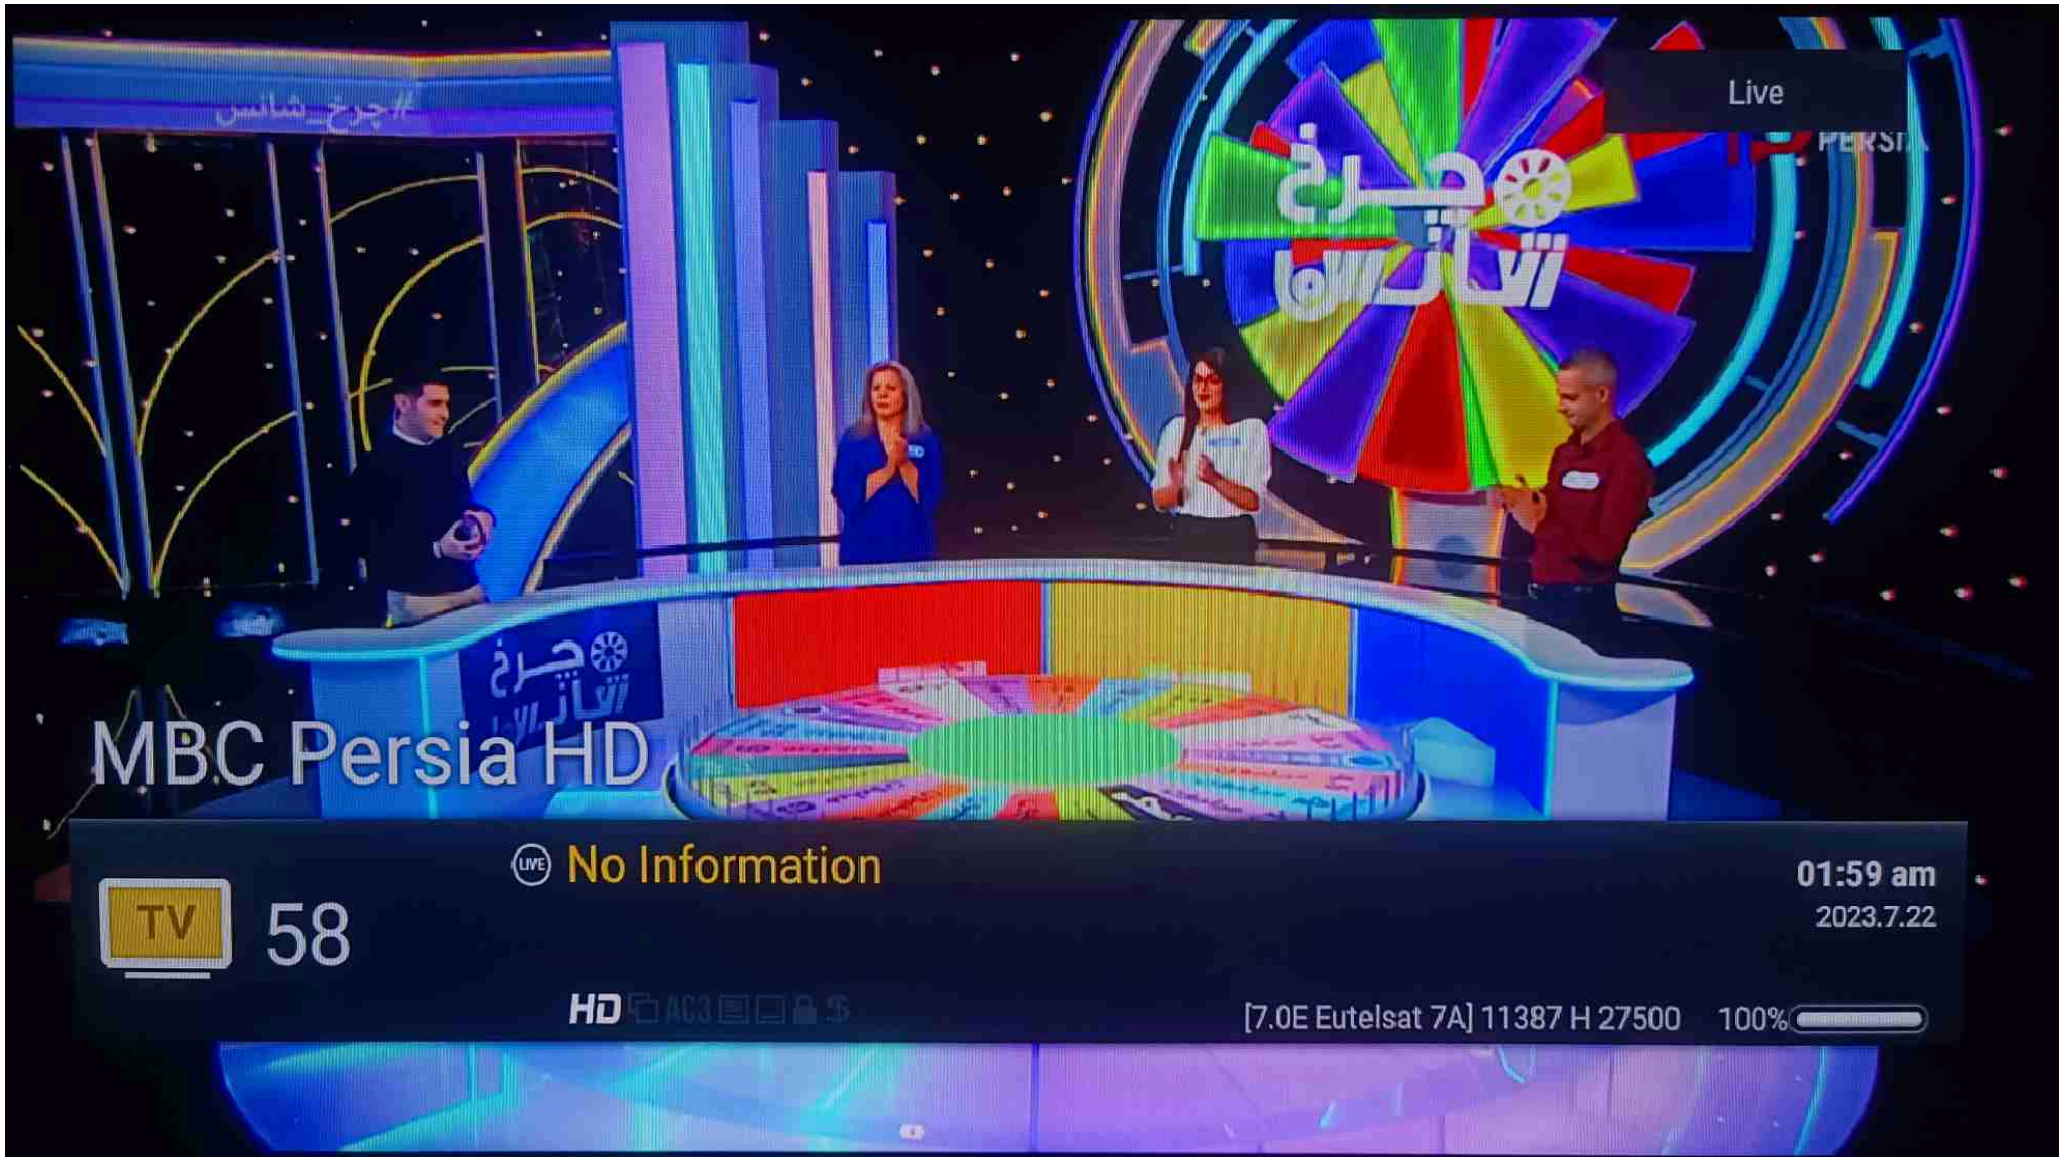 #چرخ_شانس
Live
PERSIA
چرخ
شانس
چرخ
شانس
MBC Persia HD
LIVE No Information
01:59 am
2023.7.22
TV 58
HD AC3 $
[7.0E Eutelsat 7A] 11387 H 27500 100%